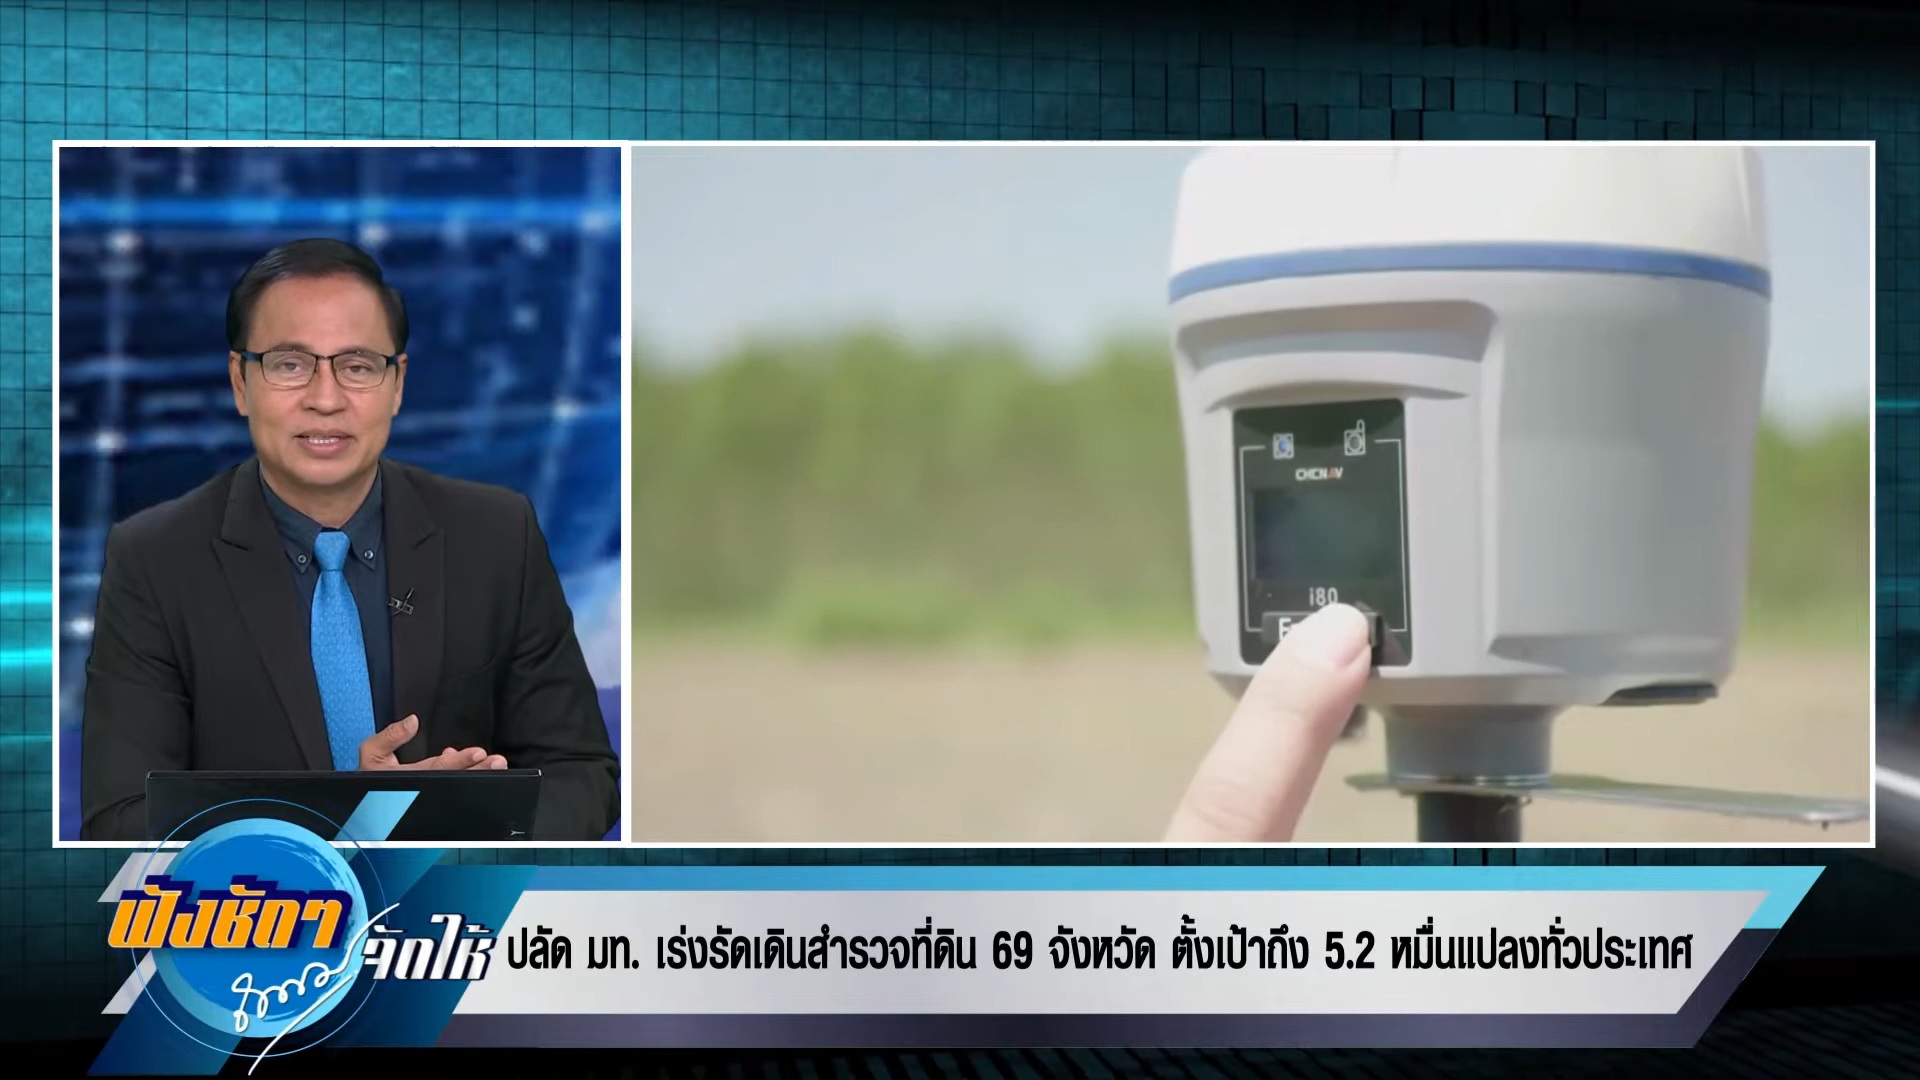 CHCNAV
i80
ฟังชัดๆ
จัดให้
ปลัด มท. เร่งรัดเดินสำรวจที่ดิน 69 จังหวัด ตั้งเป้าถึง 5.2 หมื่นแปลงทั่วประเทศ